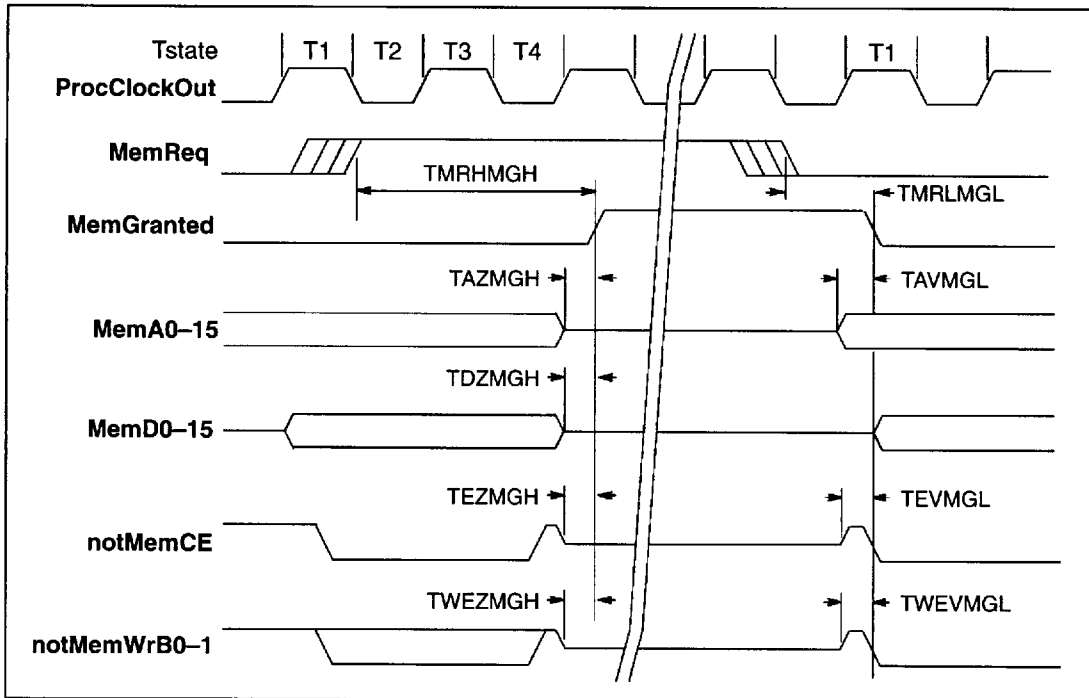 Tstate T1 T2 T3 T4 T1
ProcClockOut
MemReq
TMRHMGH
TMRLMGL
MemGranted
TAZMGH TAVMGL
MemA0–15
TDZMGH
MemD0–15
TEZMGH TEVMGL
notMemCE
TWEZMGH TWEVMGL
notMemWrB0–1